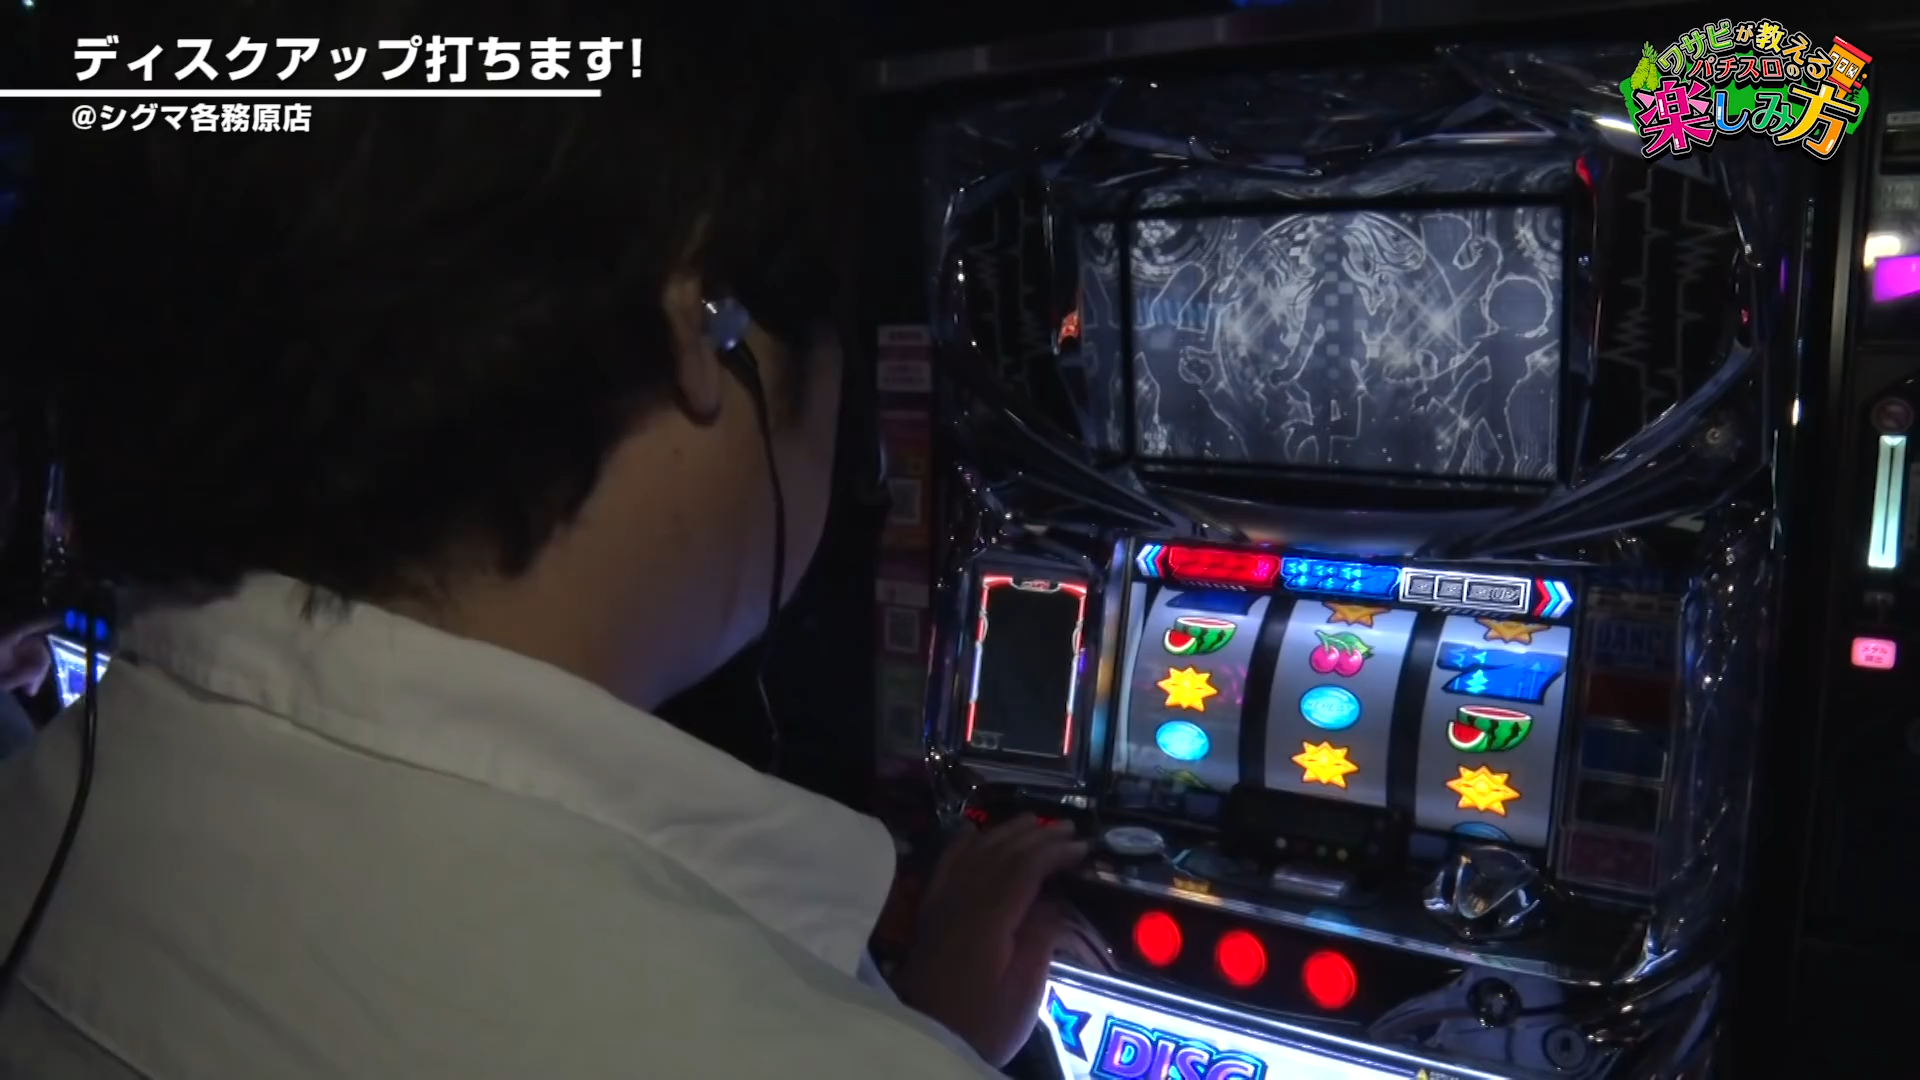 ディスクアップ打ちます!
@シグマ各務原店
ワサビが教える
パチスロの
楽しみ方
DISC